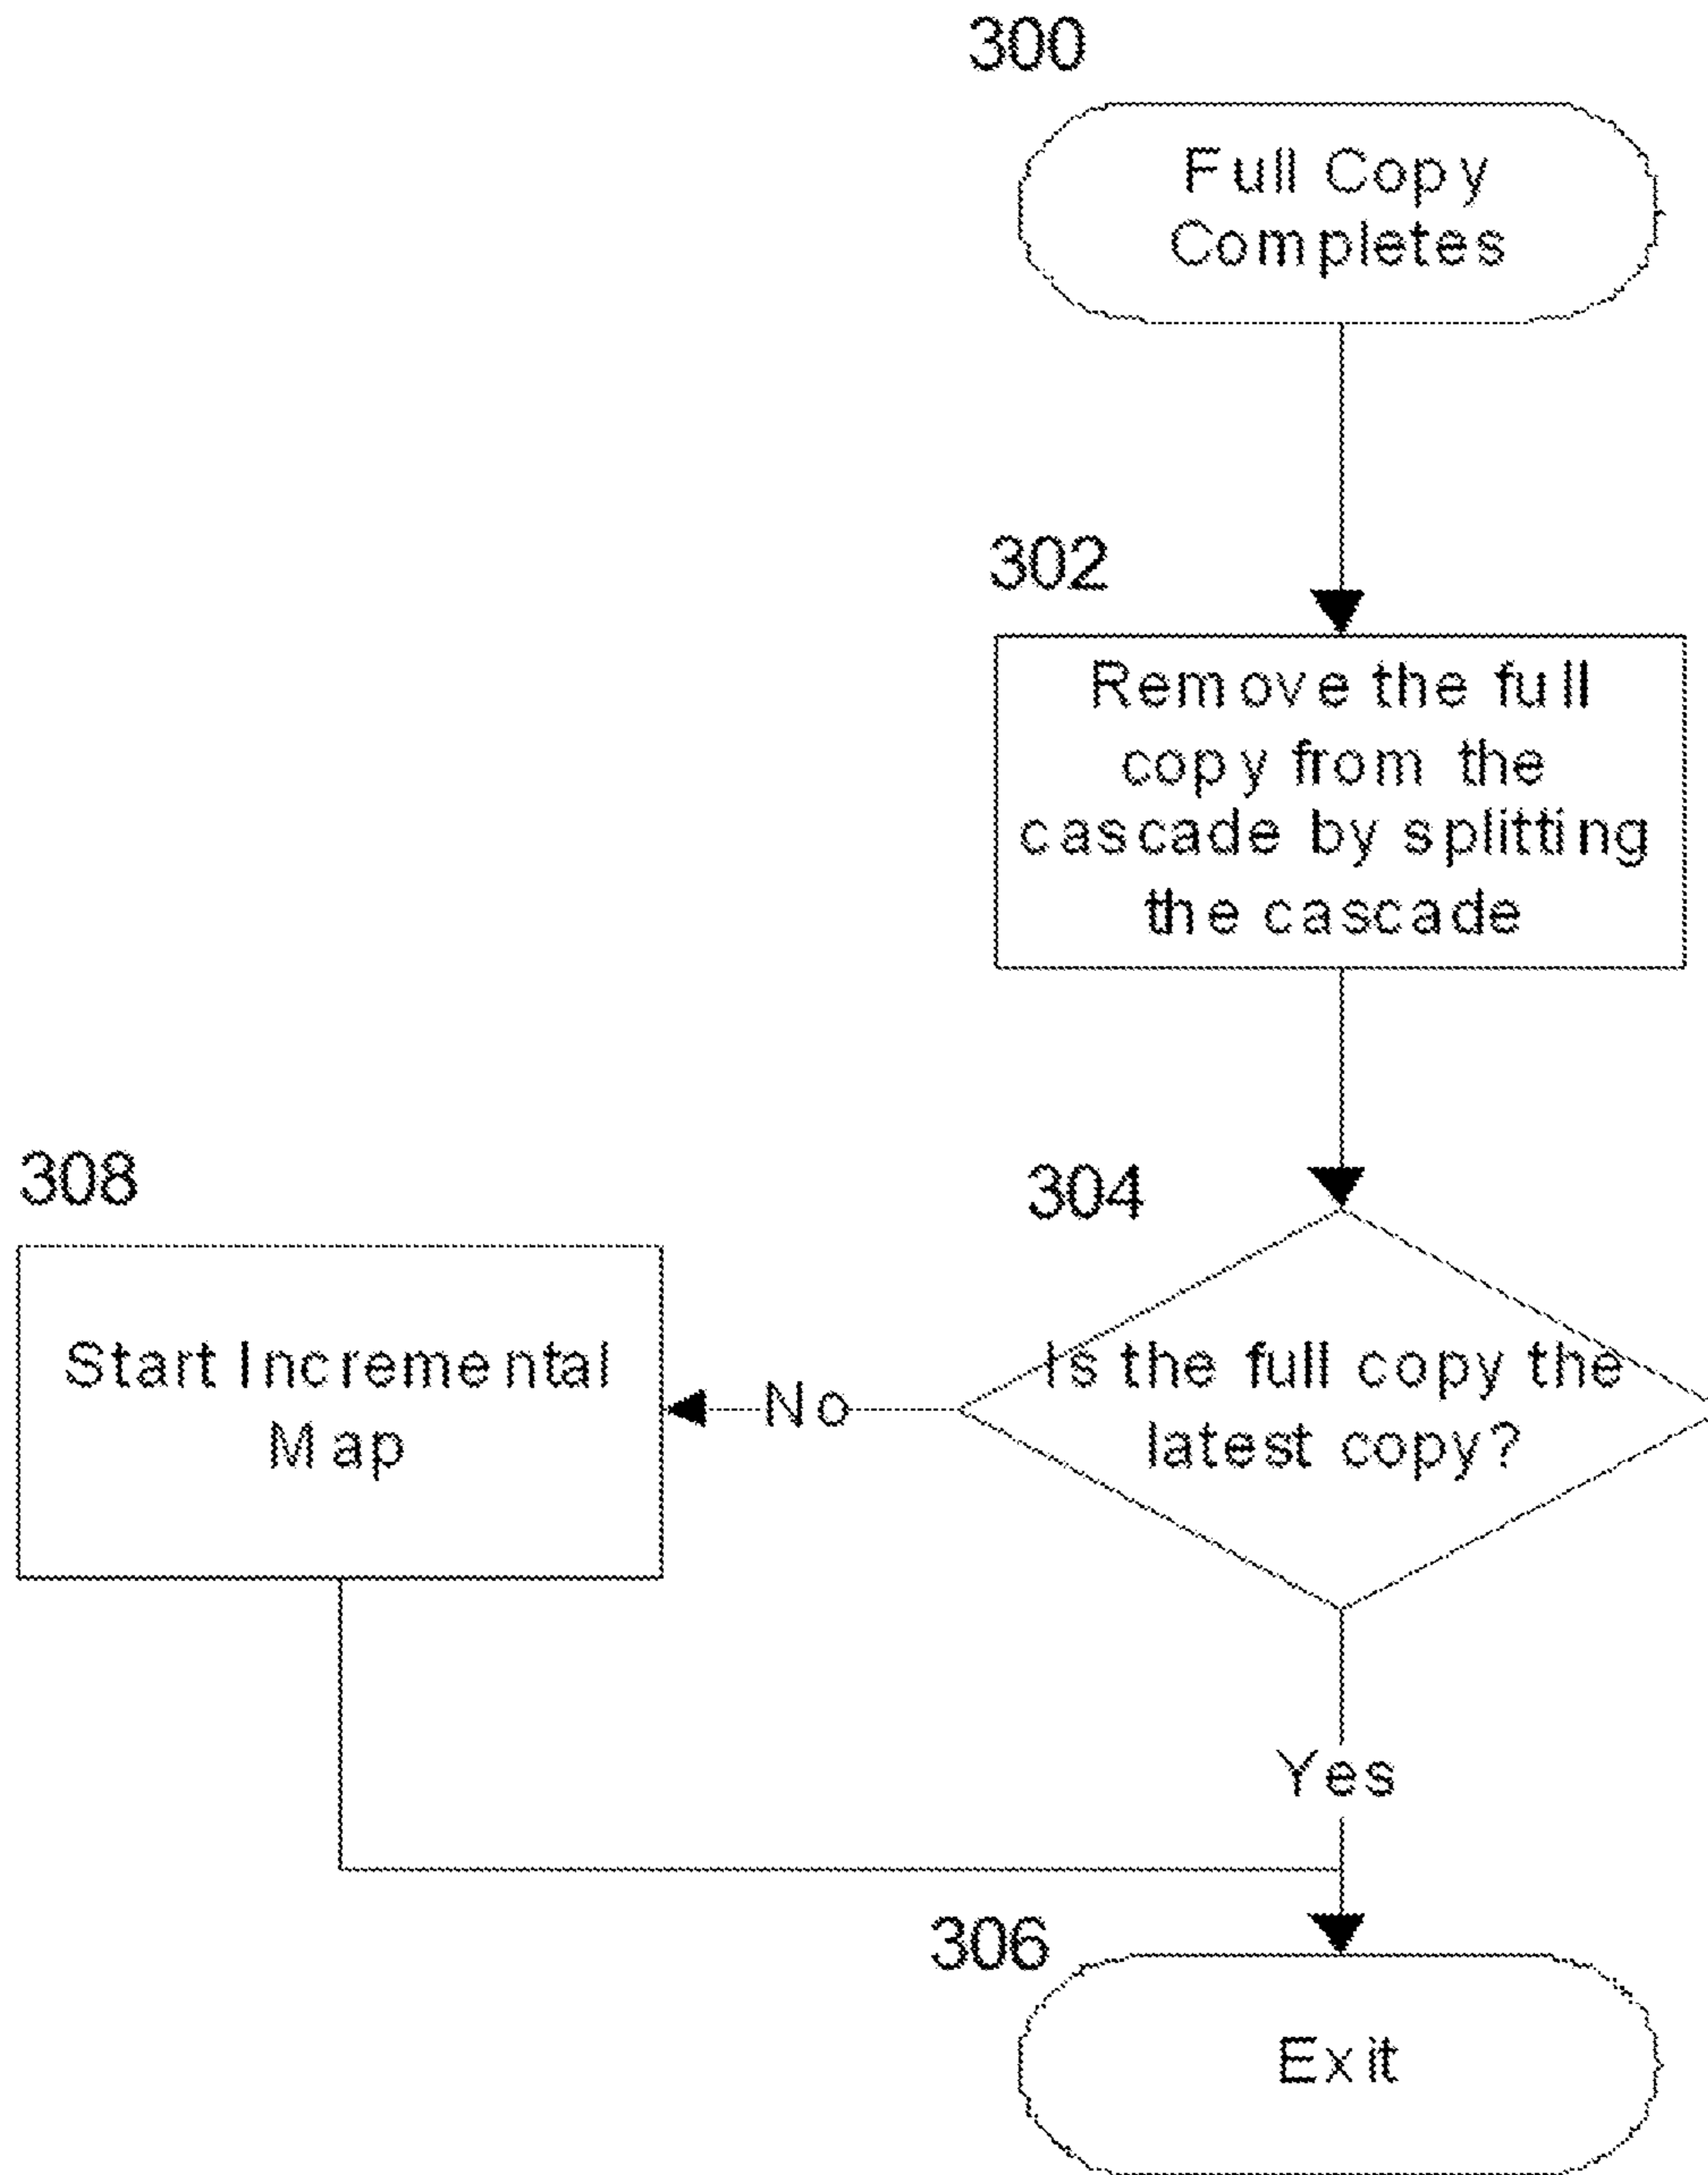 300
Full Copy
Completes
302
Remove the full
copy from the
cascade by splitting
the cascade
304
Is the full copy the
latest copy?
No
308
Start Incremental
Map
Yes
306
Exit